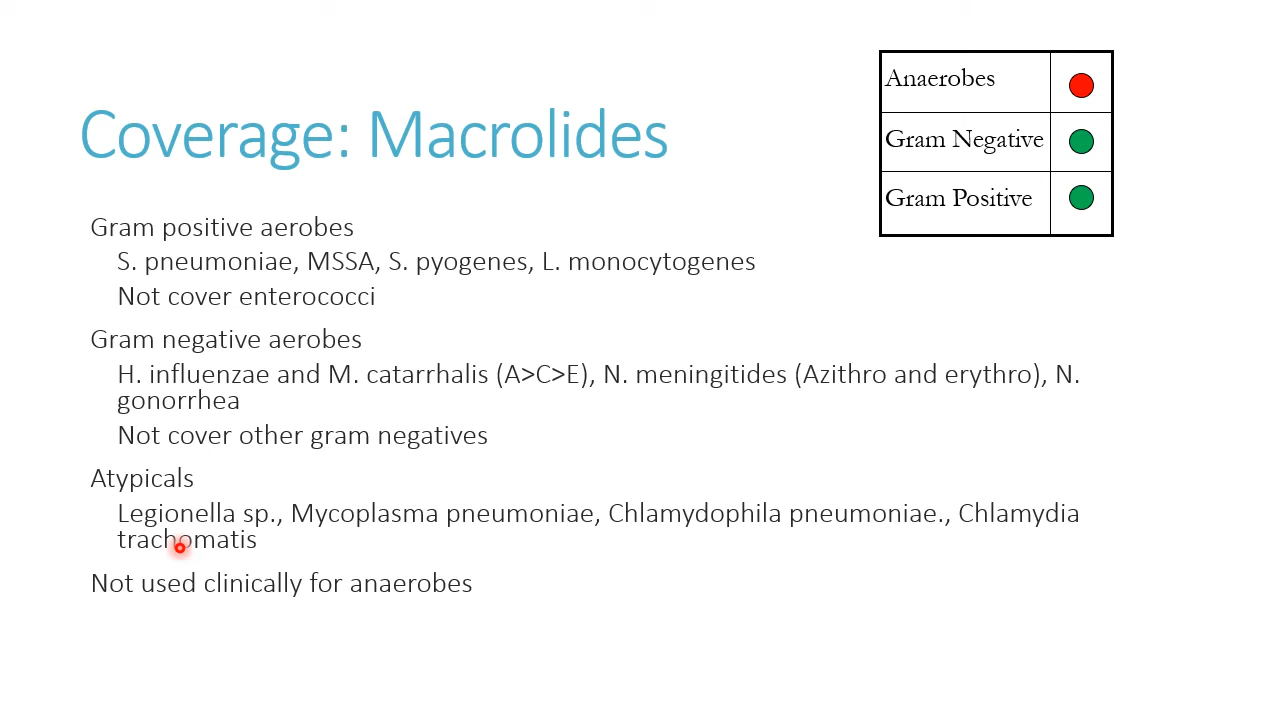 Coverage: Macrolides
Anaerobes
Gram Negative
Gram Positive
Gram positive aerobes
S. pneumoniae, MSSA, S. pyogenes, L. monocytogenes
Not cover enterococci
Gram negative aerobes
H. influenzae and M. catarrhalis (A>C>E), N. meningitides (Azithro and erythro), N.
gonorrhea
Not cover other gram negatives
Atypicals
Legionella sp., Mycoplasma pneumoniae, Chlamydophila pneumoniae., Chlamydia
trachomatis
Not used clinically for anaerobes